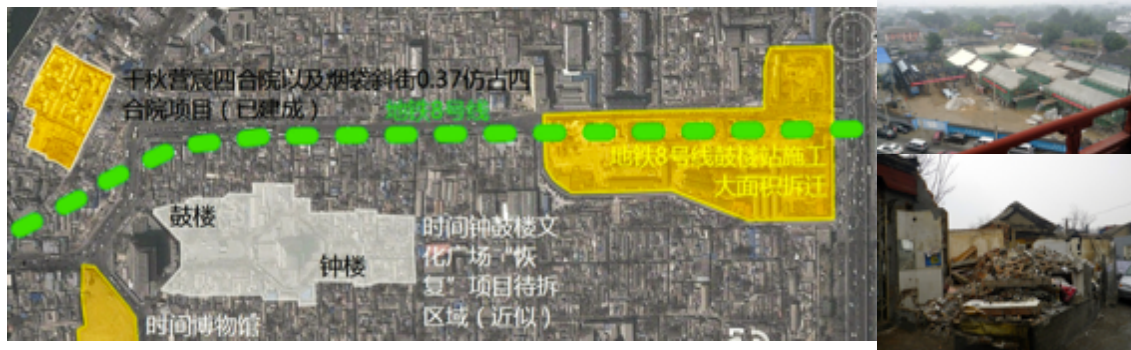 千秋营宸四合院以及烟袋斜街0.37仿古四
合院项目（已建成）
地铁8号线
地铁8号线鼓楼站施工
大面积拆迁
鼓楼
钟楼
时间钟鼓楼文
化广场“恢
复”项目待拆
区域（近似）
时间博物馆